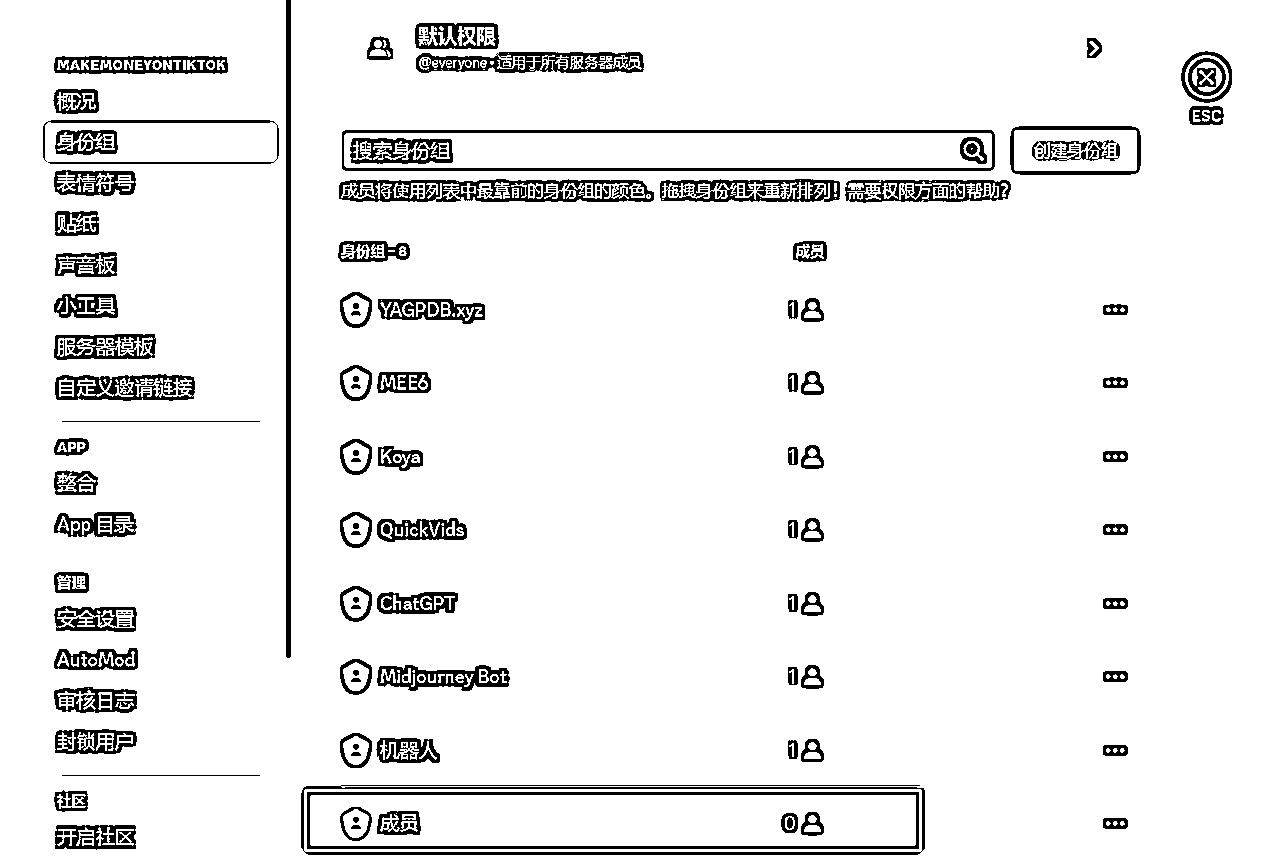 MAKEMONEYONTIKTOK
概况
身份组
表情符号
贴纸
声音板
小工具
服务器模板
自定义邀请链接
APP
整合
App 目录
管理
安全设置
AutoMod
审核日志
封锁用户
社区
开启社区
默认权限
@everyone • 适用于所有服务器成员
ESC
搜索身份组
创建身份组
成员将使用列表中最靠前的身份组的颜色。拖拽身份组来重新排列！需要权限方面的帮助？
身份组 - 8 成员
YAGPDB.xyz 1
MEE6 1
Koya 1
QuickVids 1
ChatGPT 1
Midjourney Bot 1
机器人 1
成员 0